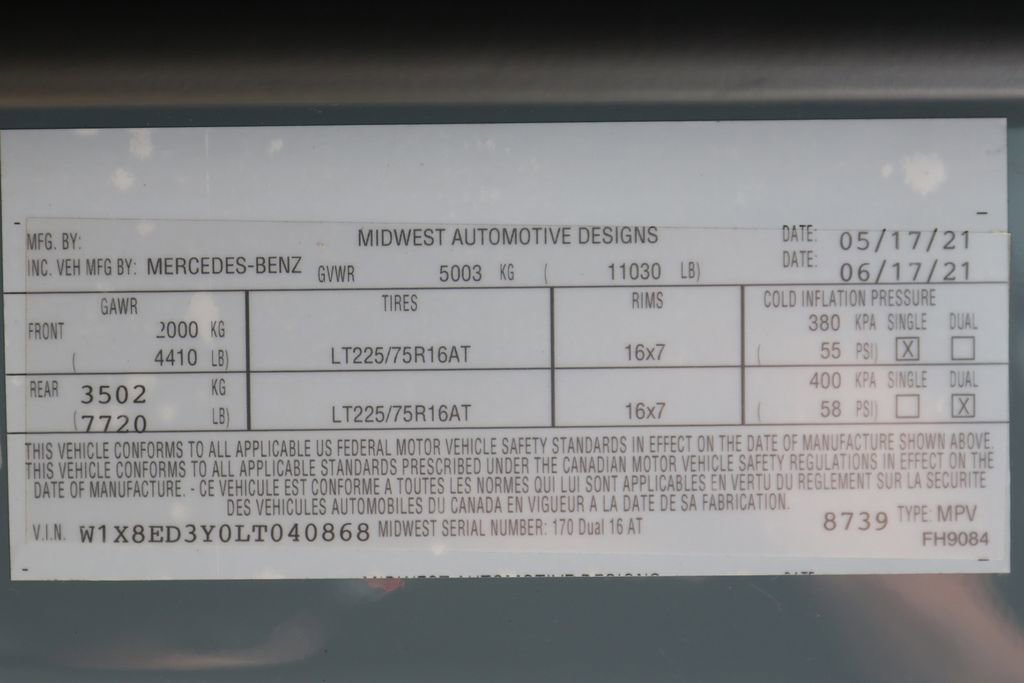 MFG. BY: MIDWEST AUTOMOTIVE DESIGNS DATE: 05/17/21
INC. VEH MFG BY: MERCEDES-BENZ GVWR 5003 KG ( 11030 LB) DATE: 06/17/21
GAWR TIRES RIMS COLD INFLATION PRESSURE
FRONT 2000 KG 380 KPA SINGLE DUAL
( 4410 LB) LT225/75R16AT 16x7 ( 55 PSI) X
REAR 3502 KG 400 KPA SINGLE DUAL
(7720 LB) LT225/75R16AT 16x7 ( 58 PSI) X
THIS VEHICLE CONFORMS TO ALL APPLICABLE US FEDERAL MOTOR VEHICLE SAFETY STANDARDS IN EFFECT ON THE DATE OF MANUFACTURE SHOWN ABOVE.
THIS VEHICLE CONFORMS TO ALL APPLICABLE STANDARDS PRESCRIBED UNDER THE CANADIAN MOTOR VEHICLE SAFETY REGULATIONS IN EFFECT ON THE
DATE OF MANUFACTURE. - CE VEHICULE EST CONFORME A TOUTES LES NORMES QUI LUI SONT APPLICABLES EN VERTU DU REGLEMENT SUR LA SECURITE
DES VEHICULES AUTOMOBILES DU CANADA EN VIGUEUR A LA DATE DE SA FABRICATION.
V.I.N. W1X8ED3Y0LT040868 MIDWEST SERIAL NUMBER: 170 Dual 16 AT 8739 TYPE: MPV
FH9084